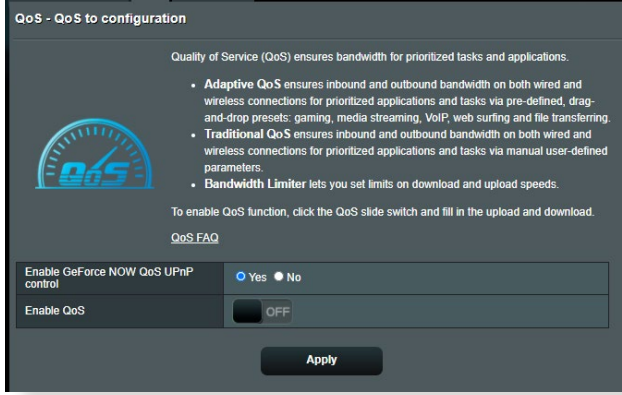 QoS - QoS to configuration
Quality of Service (QoS) ensures bandwidth for prioritized tasks and applications.
• Adaptive QoS ensures inbound and outbound bandwidth on both wired and
wireless connections for prioritized applications and tasks via pre-defined, drag-
and-drop presets: gaming, media streaming, VoIP, web surfing and file transferring.
• Traditional QoS ensures inbound and outbound bandwidth on both wired and
wireless connections for prioritized applications and tasks via manual user-defined
parameters.
• Bandwidth Limiter lets you set limits on download and upload speeds.
To enable QoS function, click the QoS slide switch and fill in the upload and download.
QoS
QoS FAQ
Enable GeForce NOW QoS UPnP
control
Yes No
Enable QoS
OFF
Apply